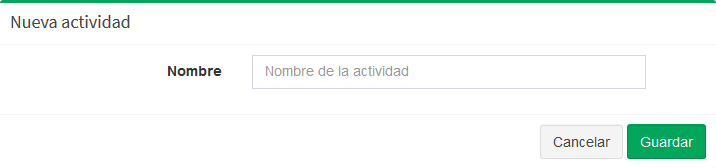 Nueva actividad
Nombre Nombre de la actividad
Cancelar Guardar